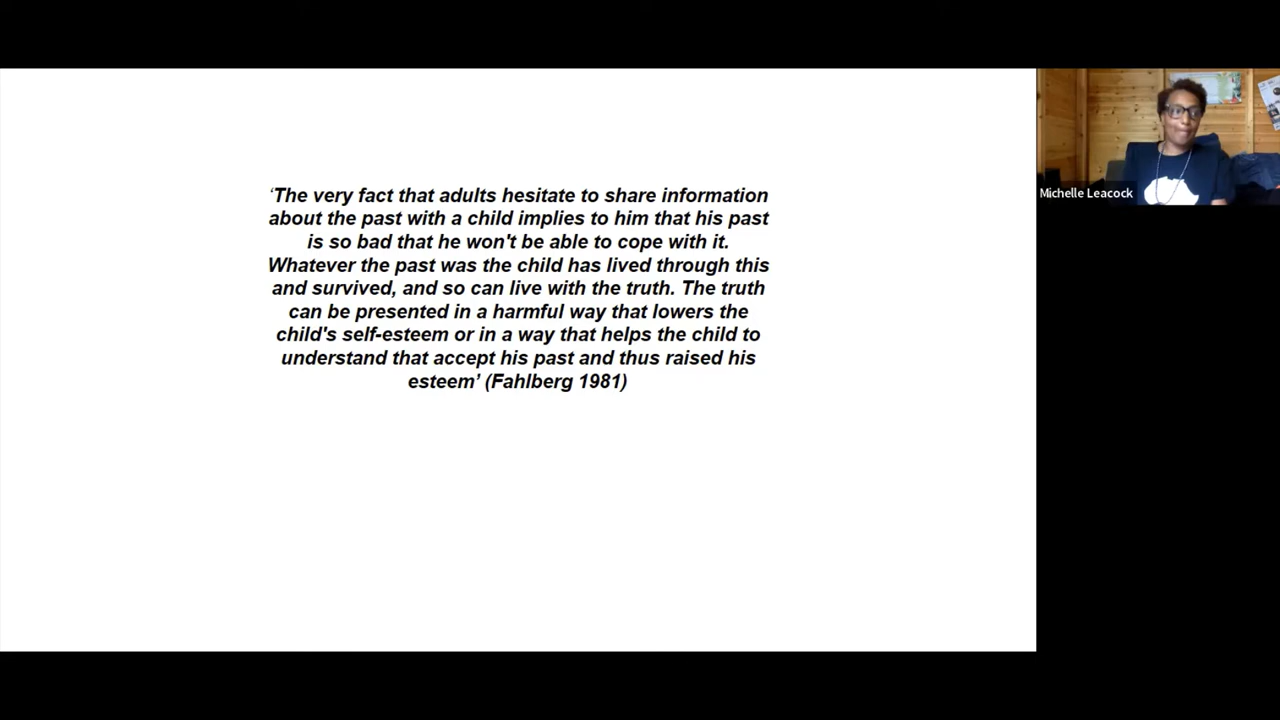 ‘The very fact that adults hesitate to share information
about the past with a child implies to him that his past
is so bad that he won't be able to cope with it.
Whatever the past was the child has lived through this
and survived, and so can live with the truth. The truth
can be presented in a harmful way that lowers the
child's self-esteem or in a way that helps the child to
understand that accept his past and thus raised his
esteem’ (Fahlberg 1981)
Michelle Leacock